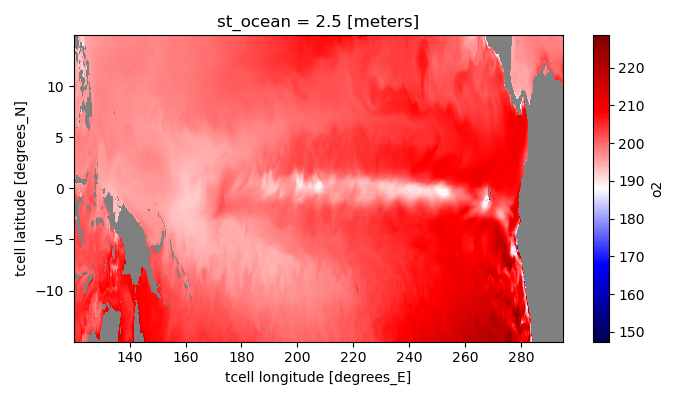 st_ocean = 2.5 [meters]
10
5
0
−5
−10
tcell latitude [degrees_N]
140 160 180 200 220 240 260 280
tcell longitude [degrees_E]
220
210
200
190
180
170
160
150
o2